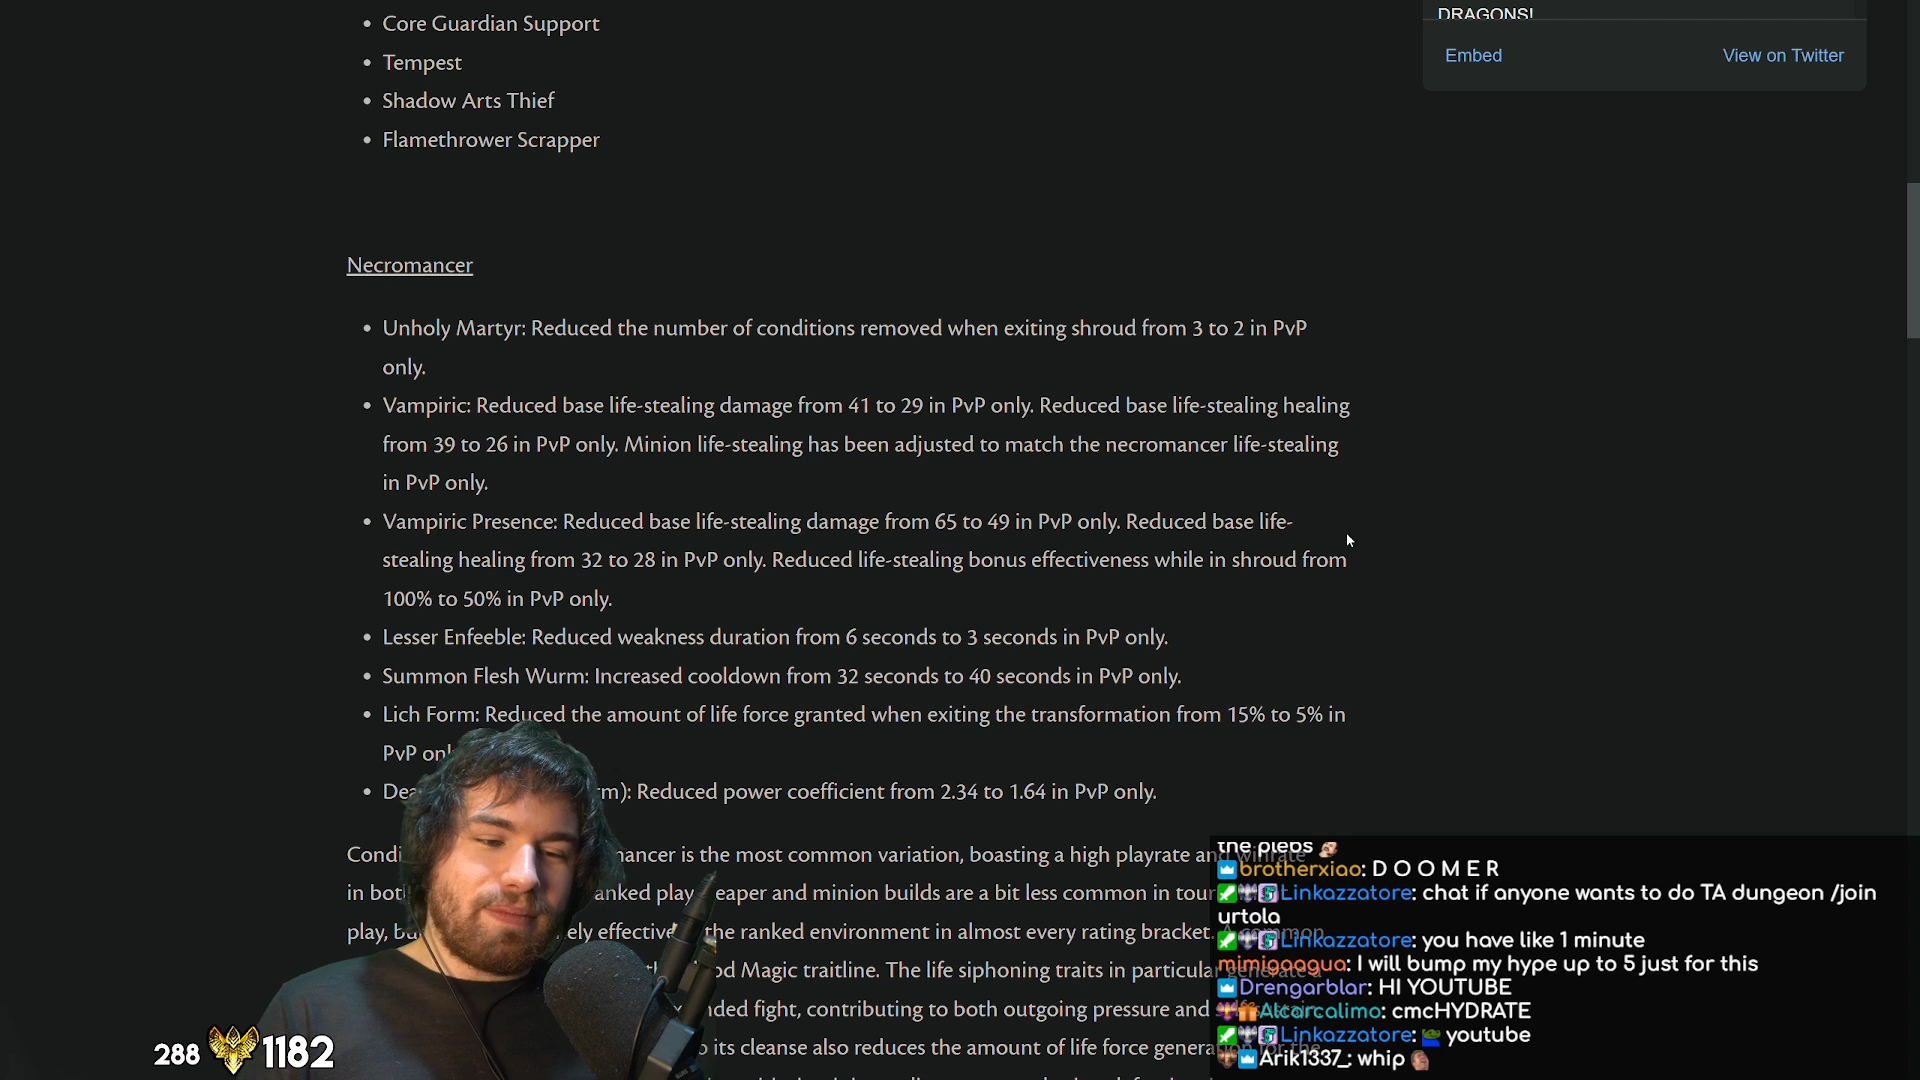 Core Guardian Support
DRAGONS!
Embed
View on Twitter
Tempest
Shadow Arts Thief
Flamethrower Scrapper
Necromancer
Unholy Martyr: Reduced the number of conditions removed when exiting shroud from 3 to 2 in PvP
only.
Vampiric: Reduced base life-stealing damage from 41 to 29 in PvP only. Reduced base life-stealing healing
from 39 to 26 in PvP only. Minion life-stealing has been adjusted to match the necromancer life-stealing
in PvP only.
Vampiric Presence: Reduced base life-stealing damage from 65 to 49 in PvP only. Reduced base life-
stealing healing from 32 to 28 in PvP only. Reduced life-stealing bonus effectiveness while in shroud from
100% to 50% in PvP only.
Lesser Enfeeble: Reduced weakness duration from 6 seconds to 3 seconds in PvP only.
Summon Flesh Wurm: Increased cooldown from 32 seconds to 40 seconds in PvP only.
Lich Form: Reduced the amount of life force granted when exiting the transformation from 15% to 5% in
PvP
Reduced power coefficient from 2.34 to 1.64 in PvP only.
is the most common variation, boasting a high playrate and winrate
in play and minion builds are a bit less common in
play, effective the ranked environment in almost every rating bracket. A common
Magic traitline. The life siphoning traits in particular generate a
fight, contributing to both outgoing pressure and
its cleanse also reduces the amount of life force for the
the plebs
brotherxiao: D O O M E R
Linkazzatore: chat if anyone wants to do TA dungeon /join
urtola
Linkazzatore: you have like 1 minute
mimigaagua: I will bump my hype up to 5 just for this
Drengarblar: HI YOUTUBE
Alcarcalimo: cmcHYDRATE
Linkazzatore: youtube
Arik1337_: whip
288 1182